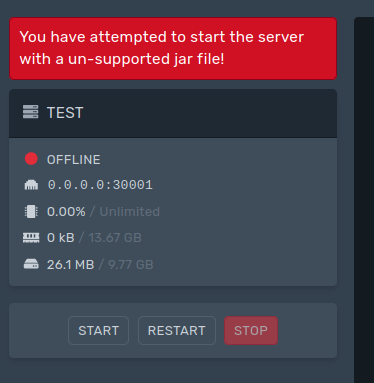 You have attempted to start the server
with a un-supported jar file!
TEST
OFFLINE
0.0.0.0:30001
0.00% / Unlimited
0 kB / 13.67 GB
26.1 MB / 9.77 GB
START RESTART STOP